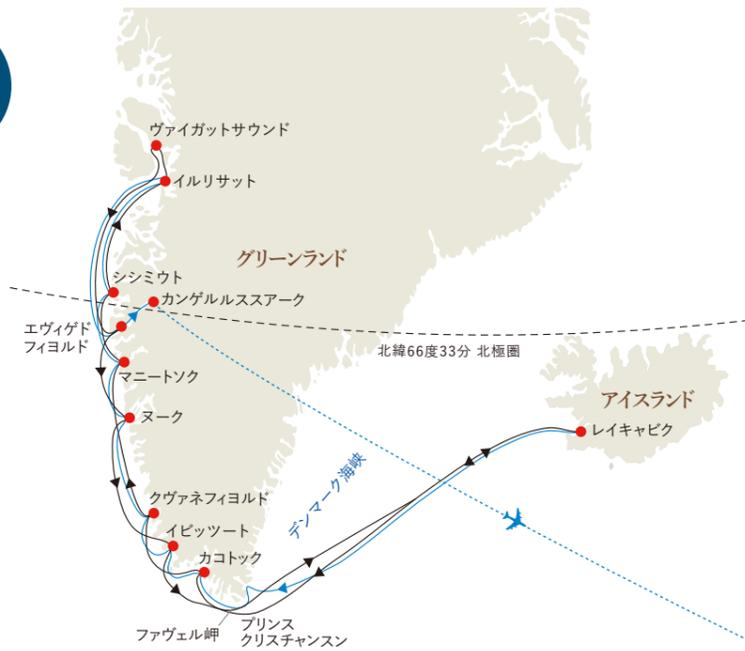 ヴァイガットサウンド
イルリサット
グリーンランド
シシミウト
カンゲルルススアーク
エヴィゲド
フィヨルド
北緯66度33分 北極圏
マニートソク
アイスランド
ヌーク
レイキャビク
デンマーク海峡
クヴァネフィヨルド
イビッツート
カコトック
ファヴェル岬
プリンス
クリスチャンスン